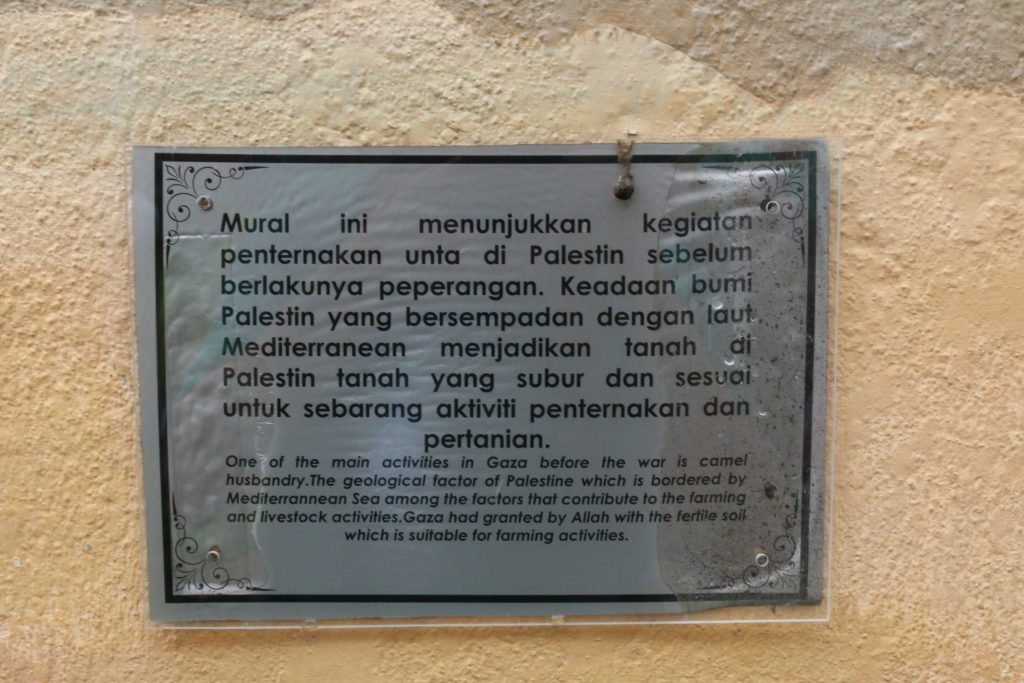 Mural ini menunjukkan kegiatan
penternakan unta di Palestin sebelum
berlakunya peperangan. Keadaan bumi
Palestin yang bersempadan dengan laut
Mediterranean menjadikan tanah di
Palestin tanah yang subur dan sesuai
untuk sebarang aktiviti penternakan dan
pertanian.
One of the main activities in Gaza before the war is camel
husbandry.The geological factor of Palestine which is bordered by
Mediterrannean Sea among the factors that contribute to the farming
and livestock activities.Gaza had granted by Allah with the fertile soil
which is suitable for farming activities.